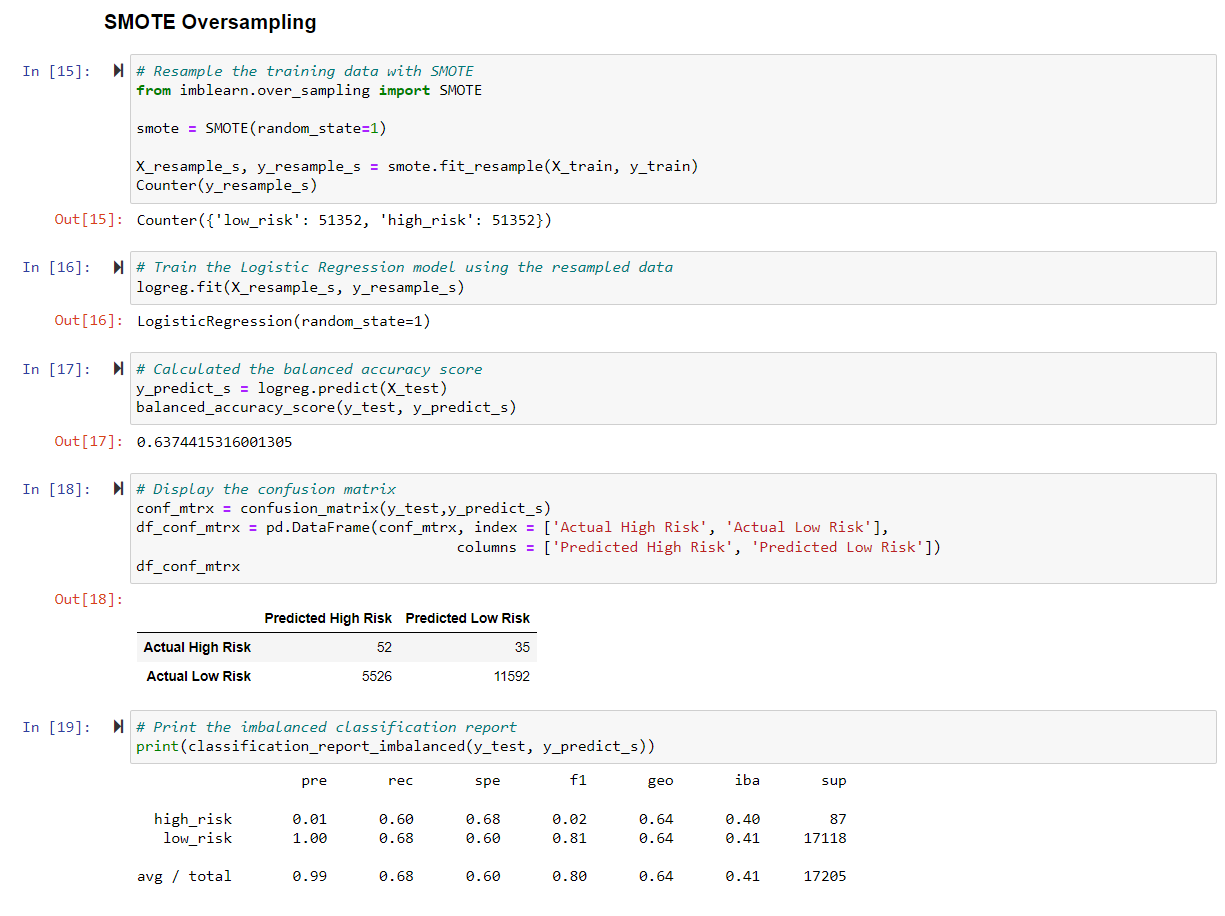 SMOTE Oversampling
In [15]:
# Resample the training data with SMOTE
from imblearn.over_sampling import SMOTE
smote = SMOTE(random_state=1)
X_resample_s, y_resample_s = smote.fit_resample(X_train, y_train)
Counter(y_resample_s)
Out[15]: Counter({'low_risk': 51352, 'high_risk': 51352})
In [16]:
# Train the Logistic Regression model using the resampled data
logreg.fit(X_resample_s, y_resample_s)
Out[16]: LogisticRegression(random_state=1)
In [17]:
# Calculated the balanced accuracy score
y_predict_s = logreg.predict(X_test)
balanced_accuracy_score(y_test, y_predict_s)
Out[17]: 0.6374415316001305
In [18]:
# Display the confusion matrix
conf_mtrx = confusion_matrix(y_test,y_predict_s)
df_conf_mtrx = pd.DataFrame(conf_mtrx, index = ['Actual High Risk', 'Actual Low Risk'],
columns = ['Predicted High Risk', 'Predicted Low Risk'])
df_conf_mtrx
Out[18]:
Predicted High Risk Predicted Low Risk
Actual High Risk 52 35
Actual Low Risk 5526 11592
In [19]:
# Print the imbalanced classification report
print(classification_report_imbalanced(y_test, y_predict_s))
pre rec spe f1 geo iba sup
high_risk 0.01 0.60 0.68 0.02 0.64 0.40 87
low_risk 1.00 0.68 0.60 0.81 0.64 0.41 17118
avg / total 0.99 0.68 0.60 0.80 0.64 0.41 17205